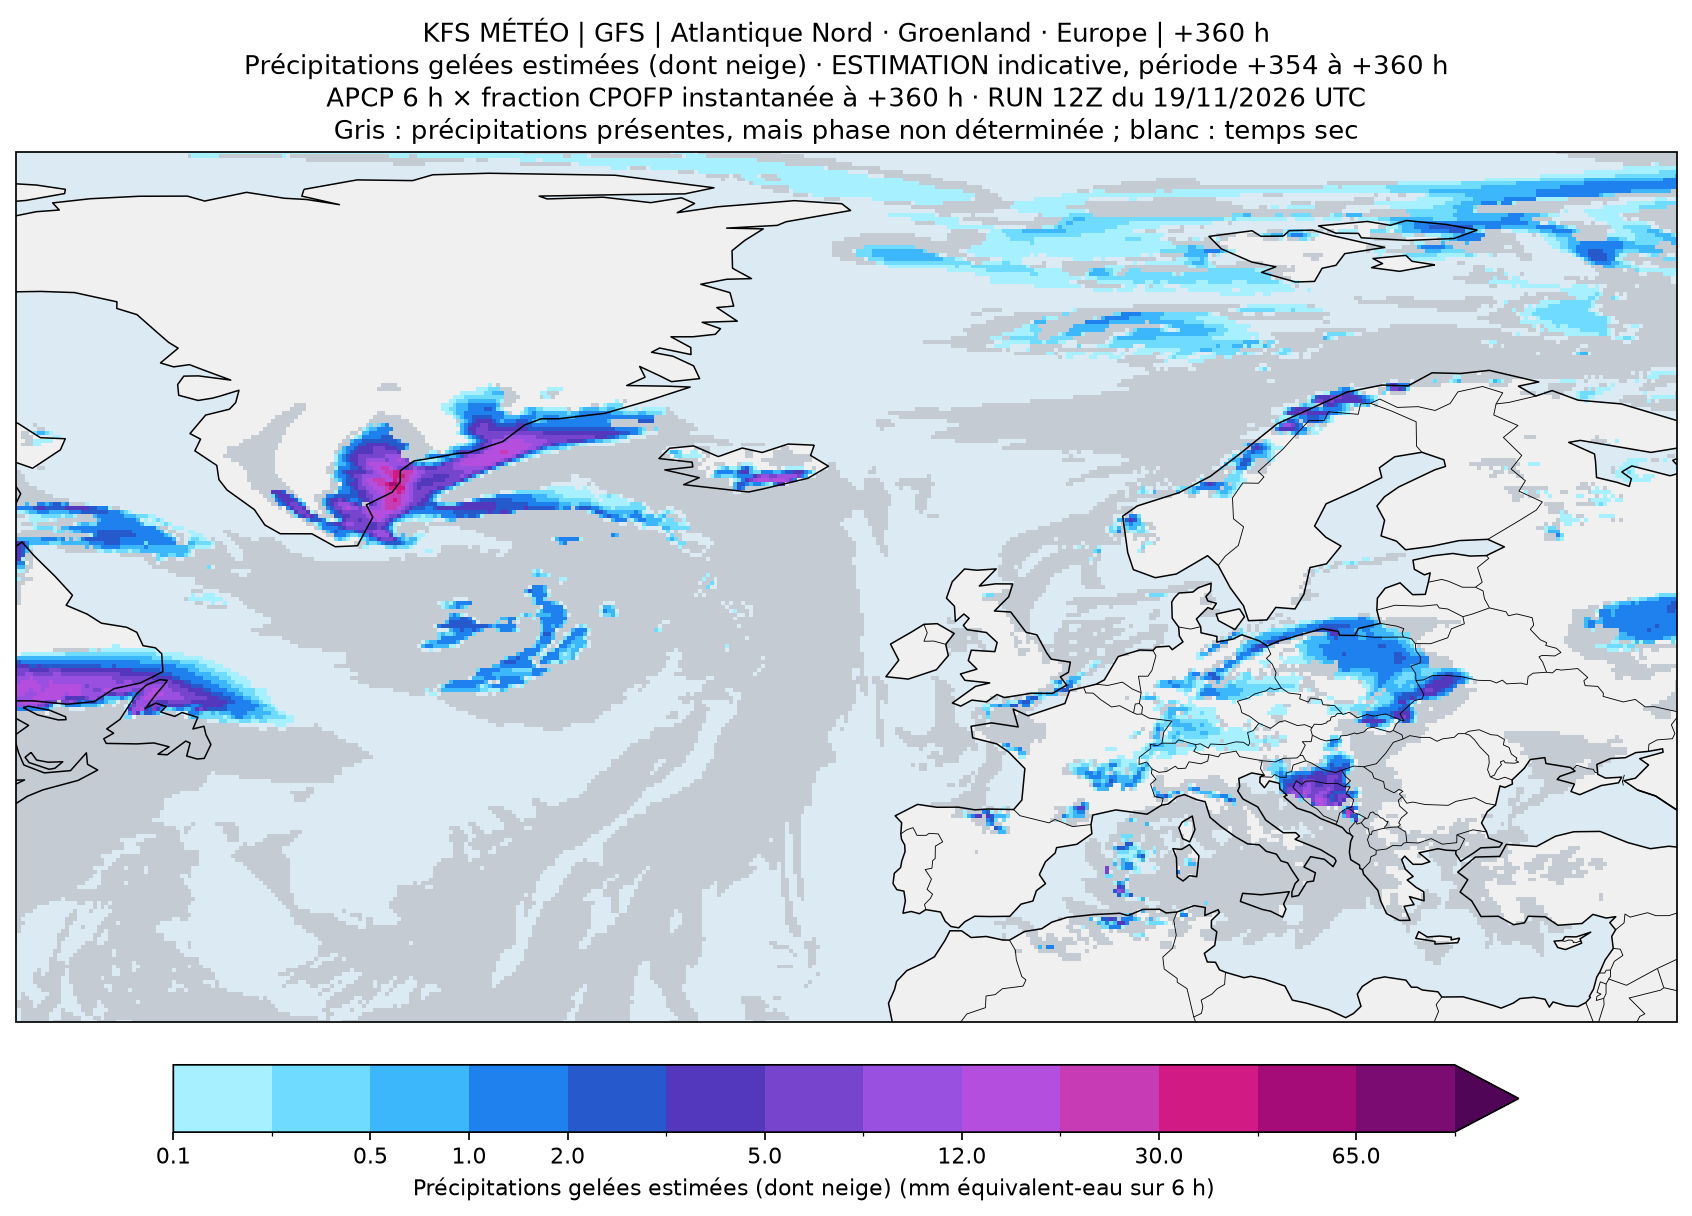 KFS MÉTÉO | GFS | Atlantique Nord · Groenland · Europe | +360 h
Précipitations gelées estimées (dont neige) · ESTIMATION indicative, période +354 à +360 h
APCP 6 h × fraction CPOFP instantanée à +360 h · RUN 12Z du 19/11/2026 UTC
Gris : précipitations présentes, mais phase non déterminée ; blanc : temps sec
0.1 0.5 1.0 2.0 5.0 12.0 30.0 65.0
Précipitations gelées estimées (dont neige) (mm équivalent-eau sur 6 h)